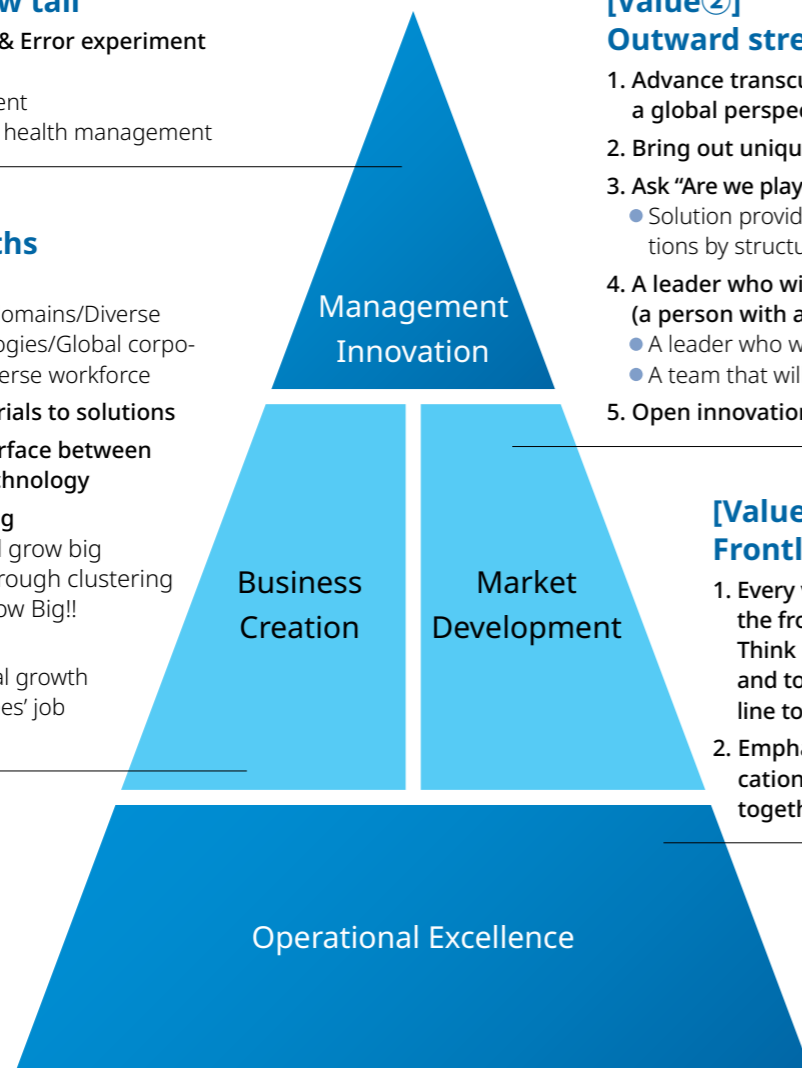 w tall
& Error experiment
ent
health management
ths
omains/Diverse
ogies/Global corpo-
erse workforce
rials to solutions
rface between
chnology
g
l grow big
rough clustering
ow Big!!
al growth
es’ job
Management
Innovation
Business
Creation
Market
Development
Operational Excellence
[Value②]
Outward stre
1. Advance transcu
a global perspec
2. Bring out uniqu
3. Ask “Are we play
● Solution provid
tions by structu
4. A leader who wi
(a person with a
● A leader who w
● A team that wil
5. Open innovation
[Value
Frontl
1. Every
the fro
Think
and to
line to
2. Empha
cation
togeth